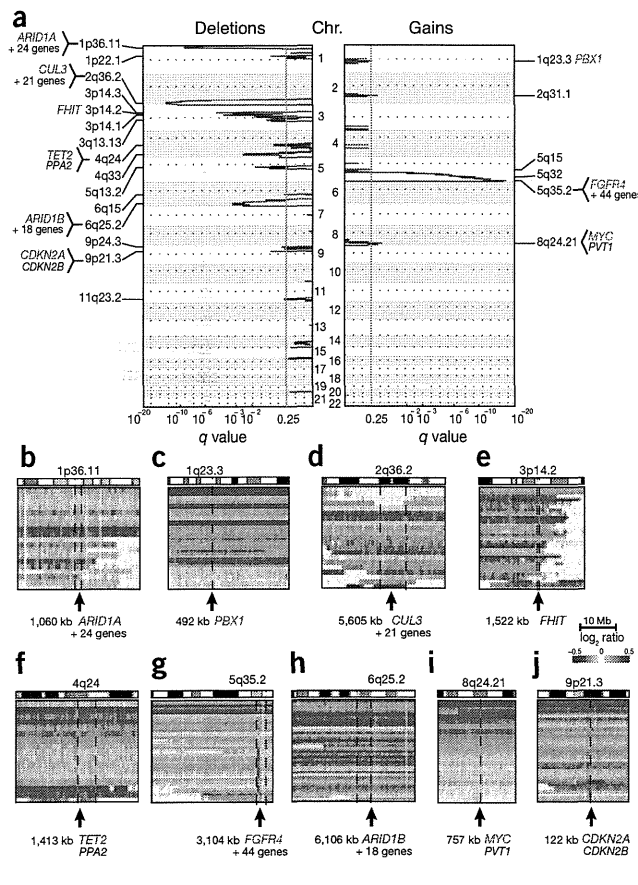 a
Deletions Chr. Gains
ARID1A
+ 24 genes
1p36.11
1p22.1
CUL3
+ 21 genes
2q36.2
3p14.3
FHIT 3p14.2
3p14.1
3q13.13
TET2
PPA2
4q24
4q33
5q13.2
6q15
ARID1B
+ 18 genes
6q25.2
9p24.3
CDKN2A
CDKN2B
9p21.3
11q23.2
1
2
3
4
5
6
7
8
9
10
11
12
13
14
15
16
17
18
19
20
21
22
1q23.3 PBX1
2q31.1
5q15
5q32
5q35.2
FGFR4
+ 44 genes
8q24.21
MYC
PVT1
10-20 10-10 10-6 10-3 10-2 0.25
0.25 10-2 10-3 10-6 10-10 10-20
q value q value
b c d e
1p36.11 1q23.3 2q36.2 3p14.2
1,060 kb ARID1A
+ 24 genes
492 kb PBX1
5,605 kb CUL3
+ 21 genes
1,522 kb FHIT
10 Mb
log2 ratio
–0.5 0 0.5
f g h i j
4q24 5q35.2 6q25.2 8q24.21 9p21.3
1,413 kb TET2
PPA2
3,104 kb FGFR4
+ 44 genes
6,106 kb ARID1B
+ 18 genes
757 kb MYC
PVT1
122 kb CDKN2A
CDKN2B